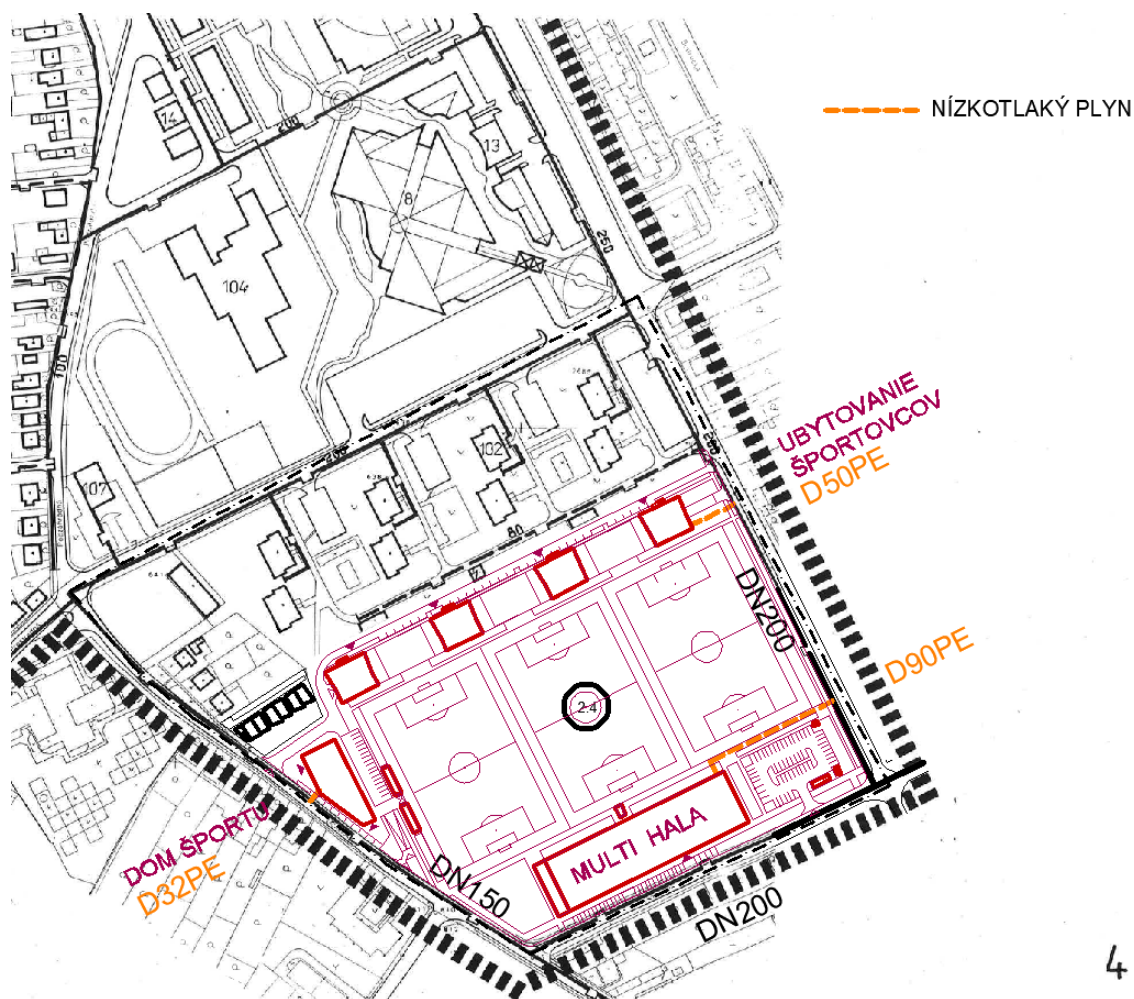 NÍZKOTLAKÝ PLYN
14
200
13
8
250
104
100
UBYTOVANIE
ŠPORTOVCOV
D50PE
102
107
80
DN200
D90PE
2.4
MULTI HALA
DOM ŠPORTU
D32PE
DN150
DN200
4